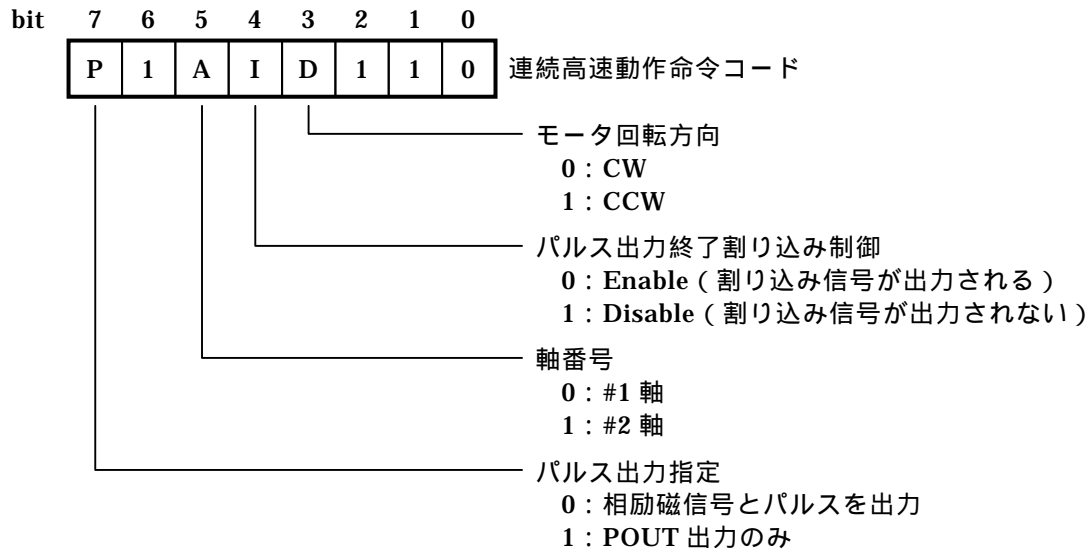 bit 7 6 5 4 3 2 1 0
P 1 A I D 1 1 0 連続高速動作命令コード
モータ回転方向
0：CW
1：CCW
パルス出力終了割り込み制御
0：Enable（割り込み信号が出力される）
1：Disable（割り込み信号が出力されない）
軸番号
0：#1 軸
1：#2 軸
パルス出力指定
0：相励磁信号とパルスを出力
1：POUT 出力のみ